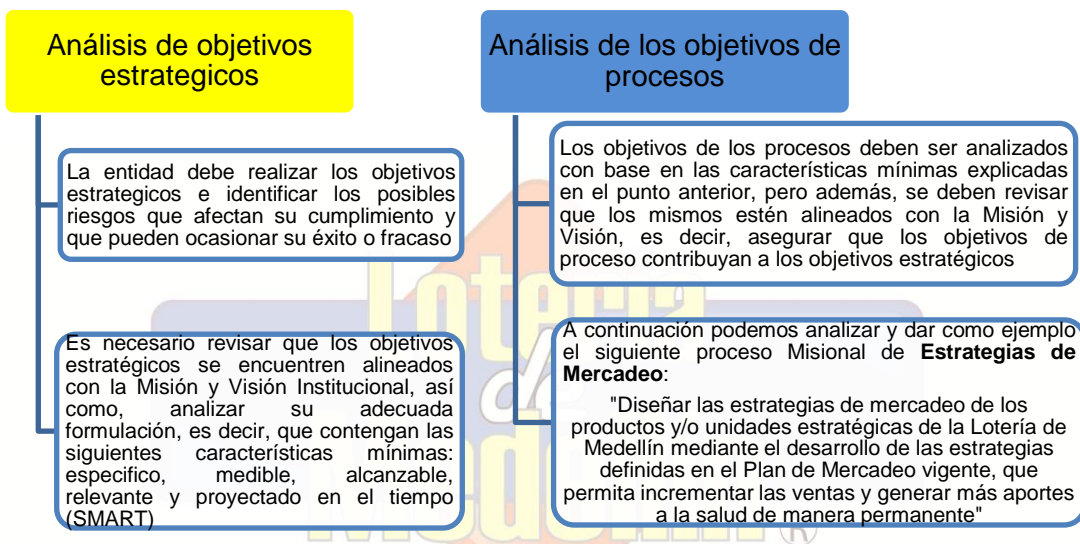 Análisis de objetivos
estrategicos
La entidad debe realizar los objetivos
estrategicos e identificar los posibles
riesgos que afectan su cumplimiento y
que pueden ocasionar su éxito o fracaso
Es necesario revisar que los objetivos
estratégicos se encuentren alineados
con la Misión y Visión Institucional, así
como, analizar su adecuada
formulación, es decir, que contengan las
siguientes características mínimas:
especifico, medible, alcanzable,
relevante y proyectado en el tiempo
(SMART)
Análisis de los objetivos de
procesos
Los objetivos de los procesos deben ser analizados
con base en las características mínimas explicadas
en el punto anterior, pero además, se deben revisar
que los mismos estén alineados con la Misión y
Visión, es decir, asegurar que los objetivos de
proceso contribuyan a los objetivos estratégicos
A continuación podemos analizar y dar como ejemplo
el siguiente proceso Misional de Estrategias de
Mercadeo:
"Diseñar las estrategias de mercadeo de los
productos y/o unidades estratégicas de la Lotería de
Medellín mediante el desarrollo de las estrategias
definidas en el Plan de Mercadeo vigente, que
permita incrementar las ventas y generar más aportes
a la salud de manera permanente"
Lotería
de
Medellín
®